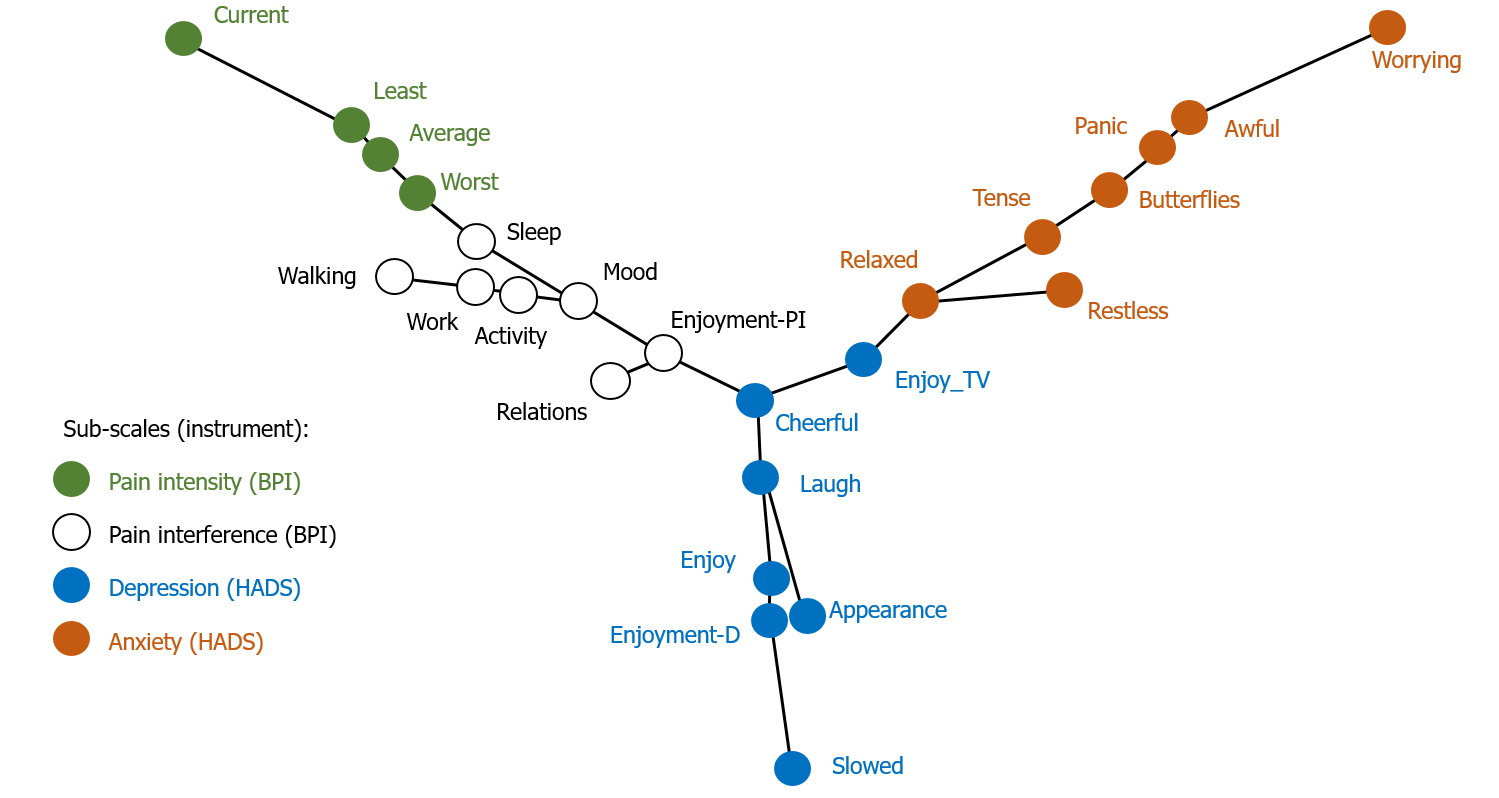 Current
Worrying
Least
Panic
Awful
Average
Worst
Tense
Butterflies
Sleep
Relaxed
Walking
Mood
Restless
Work
Activity
Enjoyment-PI
Enjoy_TV
Relations
Cheerful
Sub-scales (instrument):
Pain intensity (BPI)
Laugh
Pain interference (BPI)
Enjoy
Depression (HADS)
Appearance
Enjoyment-D
Anxiety (HADS)
Slowed